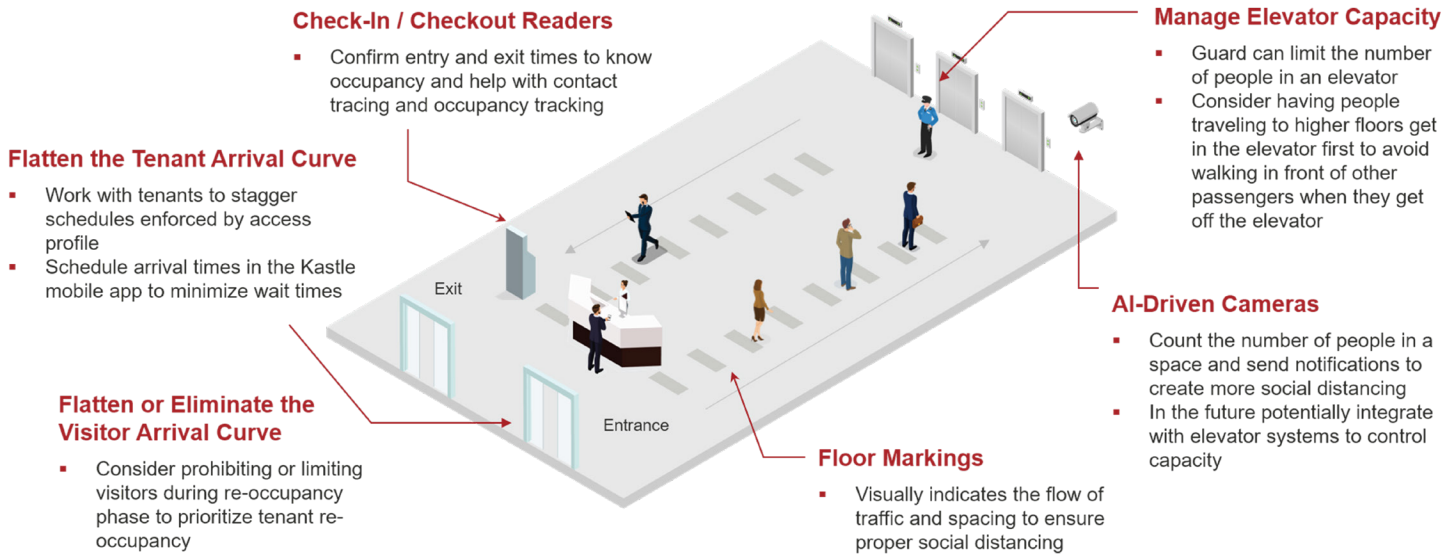 Check-In / Checkout Readers
▪ Confirm entry and exit times to know
occupancy and help with contact
tracing and occupancy tracking
Manage Elevator Capacity
▪ Guard can limit the number
of people in an elevator
▪ Consider having people
traveling to higher floors get
in the elevator first to avoid
walking in front of other
passengers when they get
off the elevator
Flatten the Tenant Arrival Curve
▪ Work with tenants to stagger
schedules enforced by access
profile
▪ Schedule arrival times in the Kastle
mobile app to minimize wait times
Exit
Entrance
AI-Driven Cameras
▪ Count the number of people in a
space and send notifications to
create more social distancing
▪ In the future potentially integrate
with elevator systems to control
capacity
Flatten or Eliminate the
Visitor Arrival Curve
▪ Consider prohibiting or limiting
visitors during re-occupancy
phase to prioritize tenant re-
occupancy
Floor Markings
▪ Visually indicates the flow of
traffic and spacing to ensure
proper social distancing